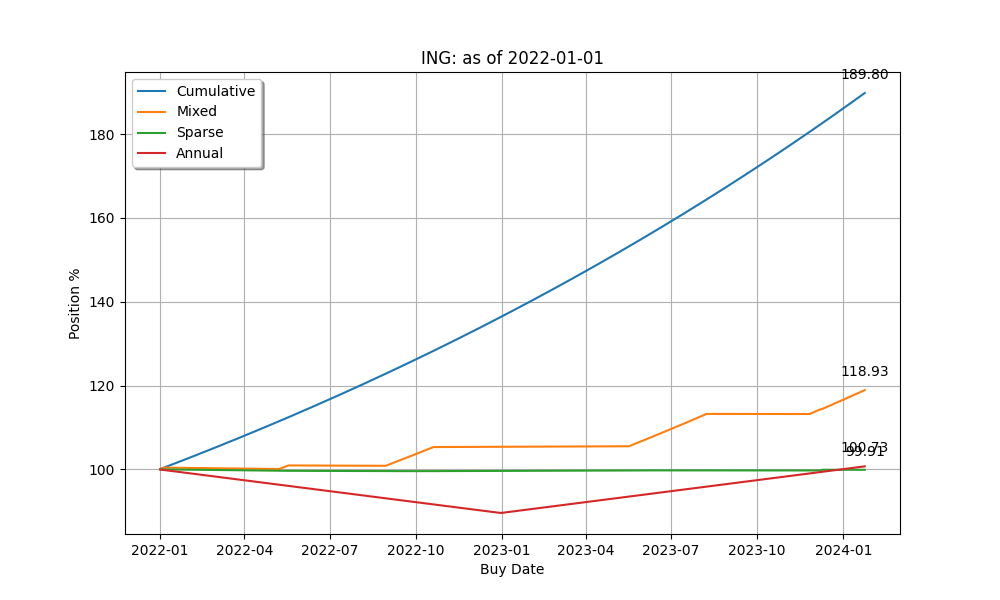 ING: as of 2022-01-01
189.80
Cumulative
Mixed
Sparse
Annual
180
160
140
120
100
118.93
100.73
99.91
Position %
2022-01 2022-04 2022-07 2022-10 2023-01 2023-04 2023-07 2023-10 2024-01
Buy Date